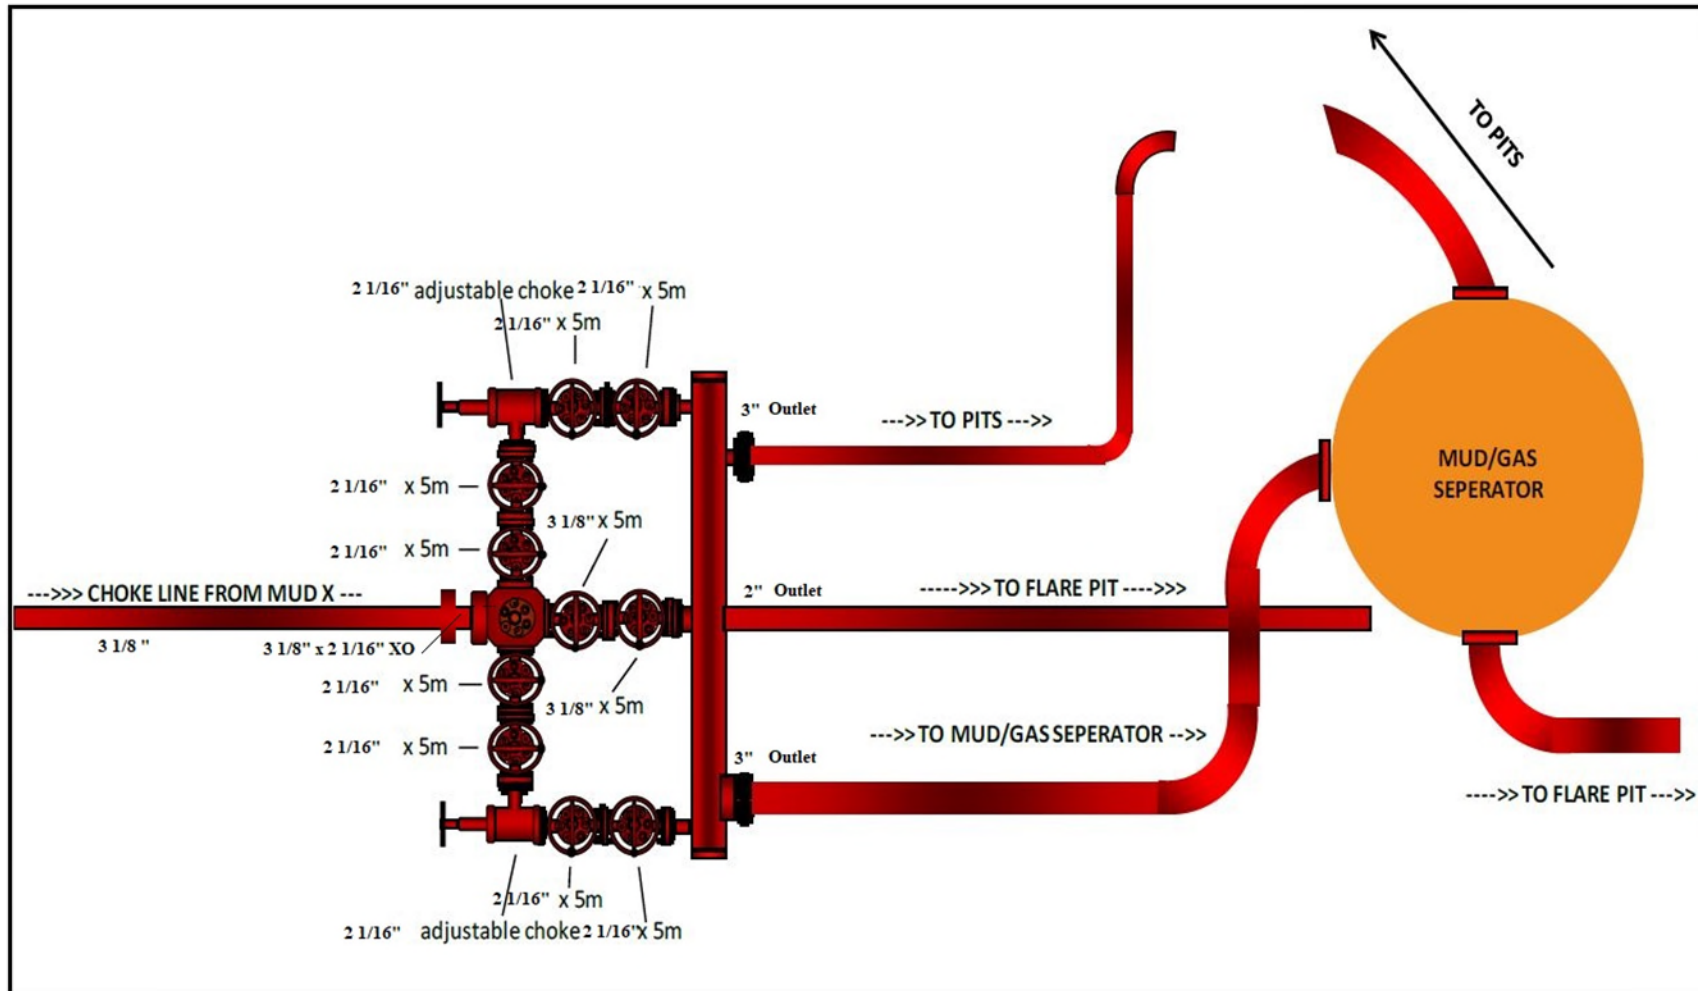 TO PITS
2 1/16" adjustable choke 2 1/16" x 5m
2 1/16" x 5m
3" Outlet
--->> TO PITS --->>
MUD/GAS
SEPERATOR
2 1/16" x 5m
3 1/8" x 5m
2 1/16" x 5m
--->>> CHOKE LINE FROM MUD X ---
2" Outlet
----->>> TO FLARE PIT ---->>>
3 1/8 "
3 1/8" x 2 1/16" XO
2 1/16" x 5m
3 1/8" x 5m
2 1/16" x 5m
--->> TO MUD/GAS SEPERATOR -->>
3" Outlet
---->> TO FLARE PIT --->>
2 1/16" x 5m
2 1/16" adjustable choke 2 1/16" x 5m